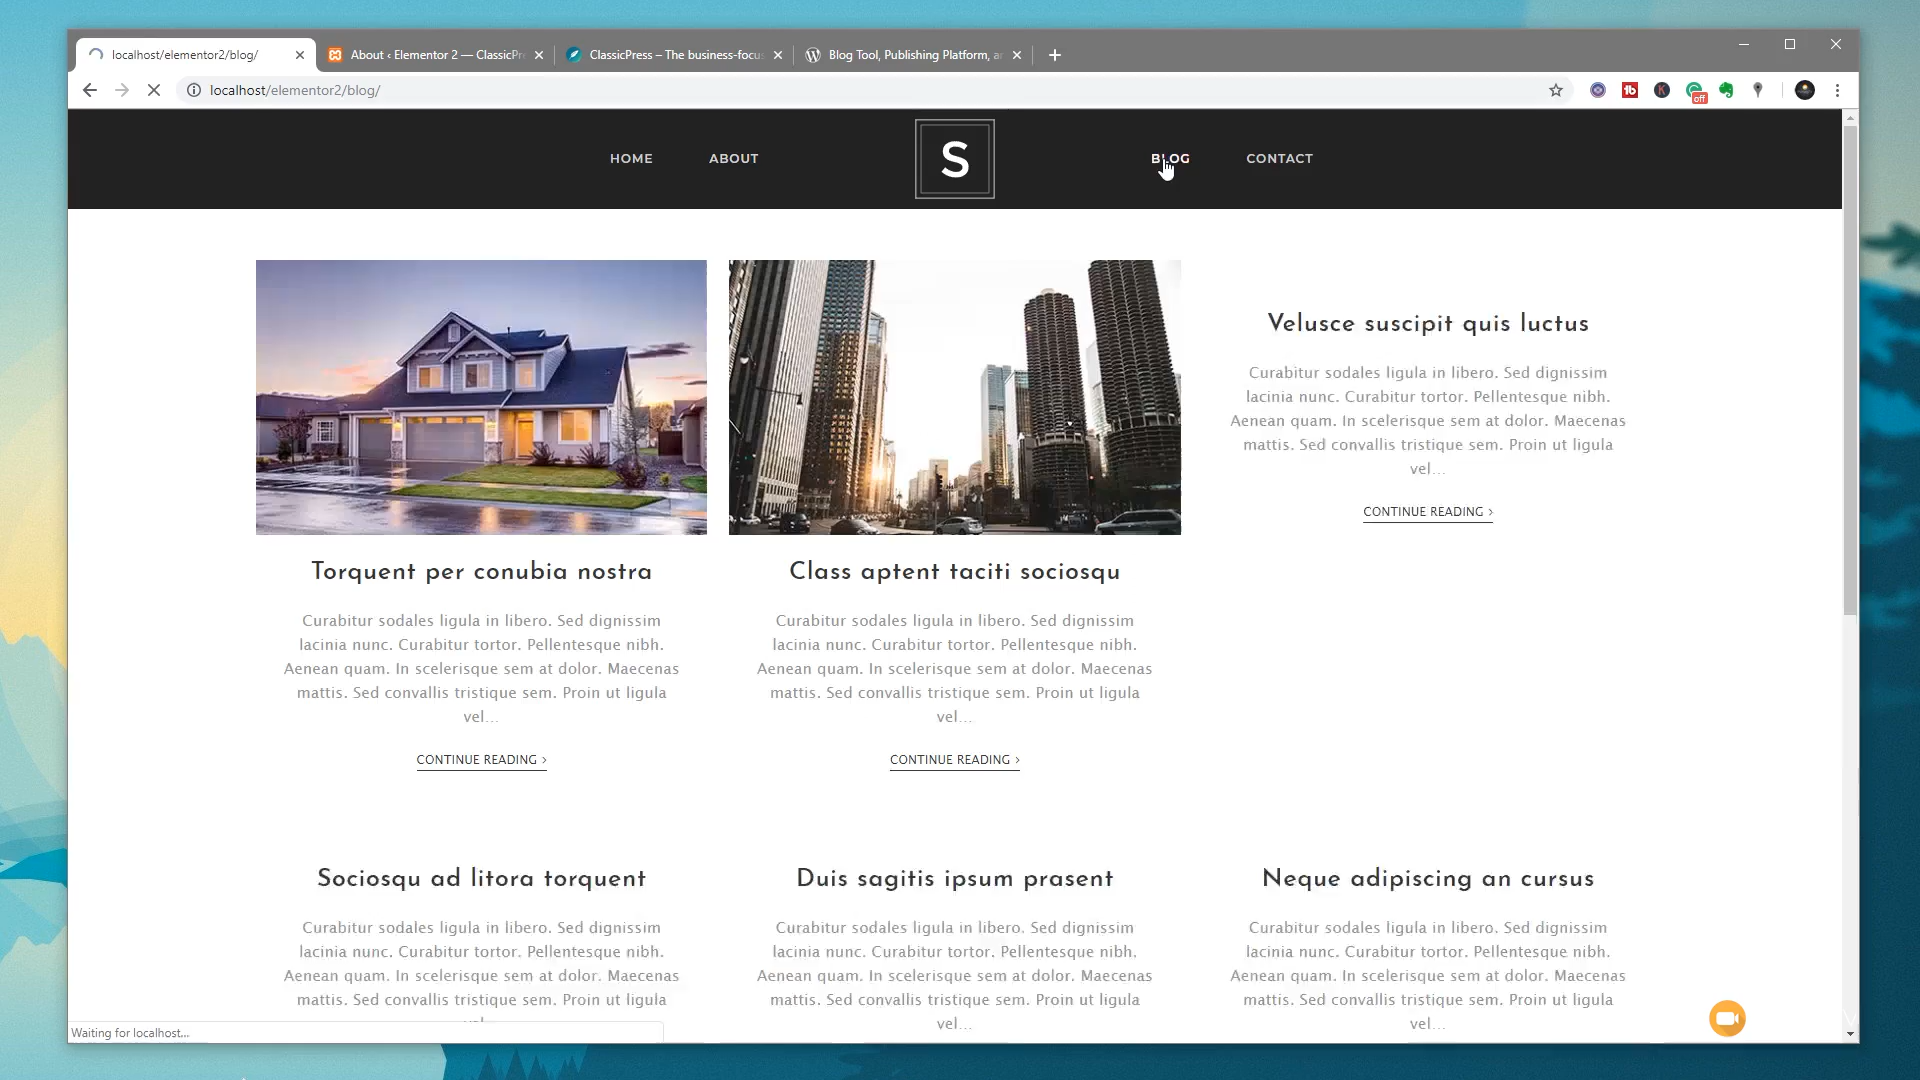 localhost/elementor2/blog/
About ‹ Elementor 2 — ClassicPr
ClassicPress – The business-focu
Blog Tool, Publishing Platform, a
localhost/elementor2/blog/
off
HOME
ABOUT
S
BLOG
CONTACT
Velusce suscipit quis luctus
Curabitur sodales ligula in libero. Sed dignissim
lacinia nunc. Curabitur tortor. Pellentesque nibh.
Aenean quam. In scelerisque sem at dolor. Maecenas
mattis. Sed convallis tristique sem. Proin ut ligula
vel...
CONTINUE READING ›
Torquent per conubia nostra
Curabitur sodales ligula in libero. Sed dignissim
lacinia nunc. Curabitur tortor. Pellentesque nibh.
Aenean quam. In scelerisque sem at dolor. Maecenas
mattis. Sed convallis tristique sem. Proin ut ligula
vel...
CONTINUE READING ›
Class aptent taciti sociosqu
Curabitur sodales ligula in libero. Sed dignissim
lacinia nunc. Curabitur tortor. Pellentesque nibh.
Aenean quam. In scelerisque sem at dolor. Maecenas
mattis. Sed convallis tristique sem. Proin ut ligula
vel...
CONTINUE READING ›
Sociosqu ad litora torquent
Curabitur sodales ligula in libero. Sed dignissim
lacinia nunc. Curabitur tortor. Pellentesque nibh.
Aenean quam. In scelerisque sem at dolor. Maecenas
mattis. Sed convallis tristique sem. Proin ut ligula
Duis sagitis ipsum prasent
Curabitur sodales ligula in libero. Sed dignissim
lacinia nunc. Curabitur tortor. Pellentesque nibh.
Aenean quam. In scelerisque sem at dolor. Maecenas
mattis. Sed convallis tristique sem. Proin ut ligula
vel...
Neque adipiscing an cursus
Curabitur sodales ligula in libero. Sed dignissim
lacinia nunc. Curabitur tortor. Pellentesque nibh.
Aenean quam. In scelerisque sem at dolor. Maecenas
mattis. Sed convallis tristique sem. Proin ut ligula
vel...
Waiting for localhost...